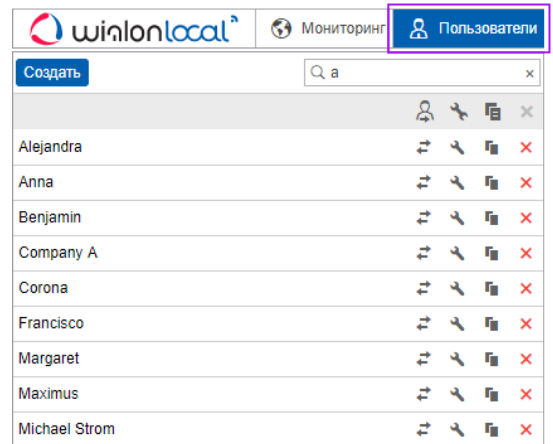 wialonlocal
Мониторинг
Пользователи
Создать
a
Alejandra
Anna
Benjamin
Company A
Corona
Francisco
Margaret
Maximus
Michael Strom